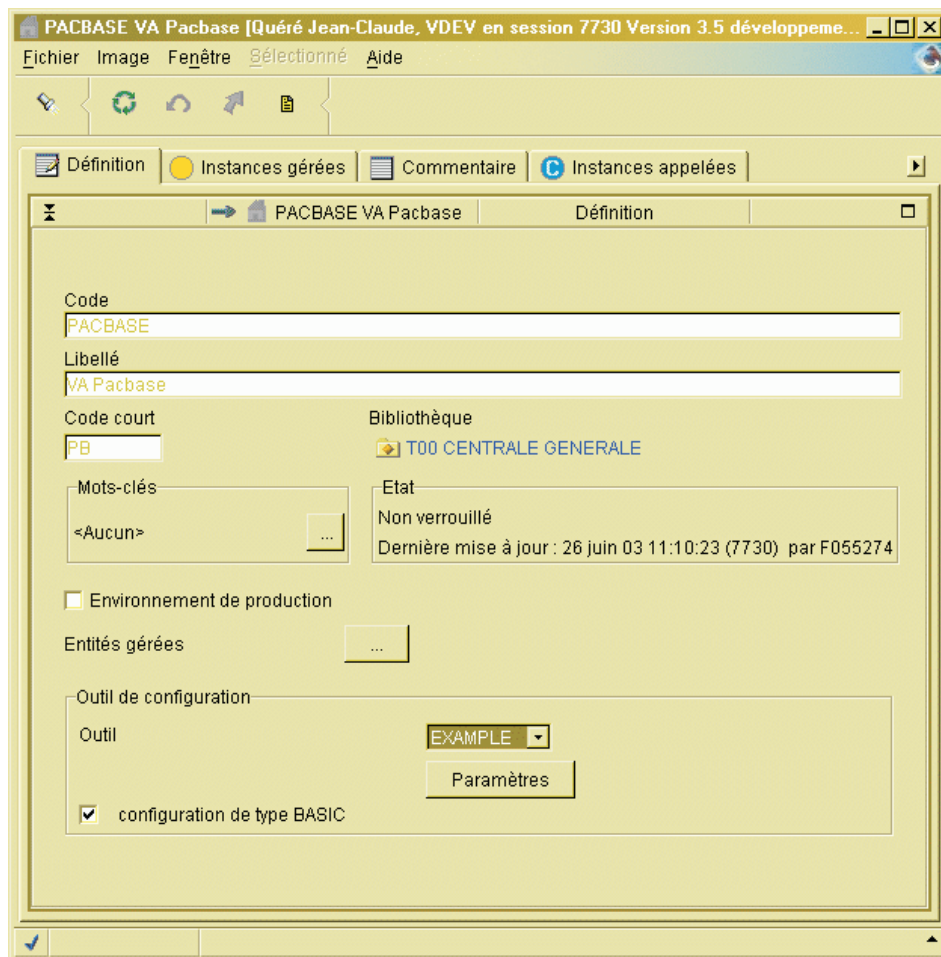 PACBASE VA Pacbase [Quéré Jean-Claude, VDEV en session 7730 Version 3.5 développeme...
Fichier Image Fenêtre Sélectionné Aide
Définition Instances gérées Commentaire Instances appelées
PACBASE VA Pacbase Définition
Code
PACBASE
Libellé
VA Pacbase
Code court Bibliothèque
PB T00 CENTRALE GENERALE
Mots-clés Etat
<Aucun> ... Non verrouillé
Dernière mise à jour : 26 juin 03 11:10:23 (7730) par F055274
Environnement de production
Entités gérées ...
Outil de configuration
Outil EXAMPLE
Paramètres
configuration de type BASIC